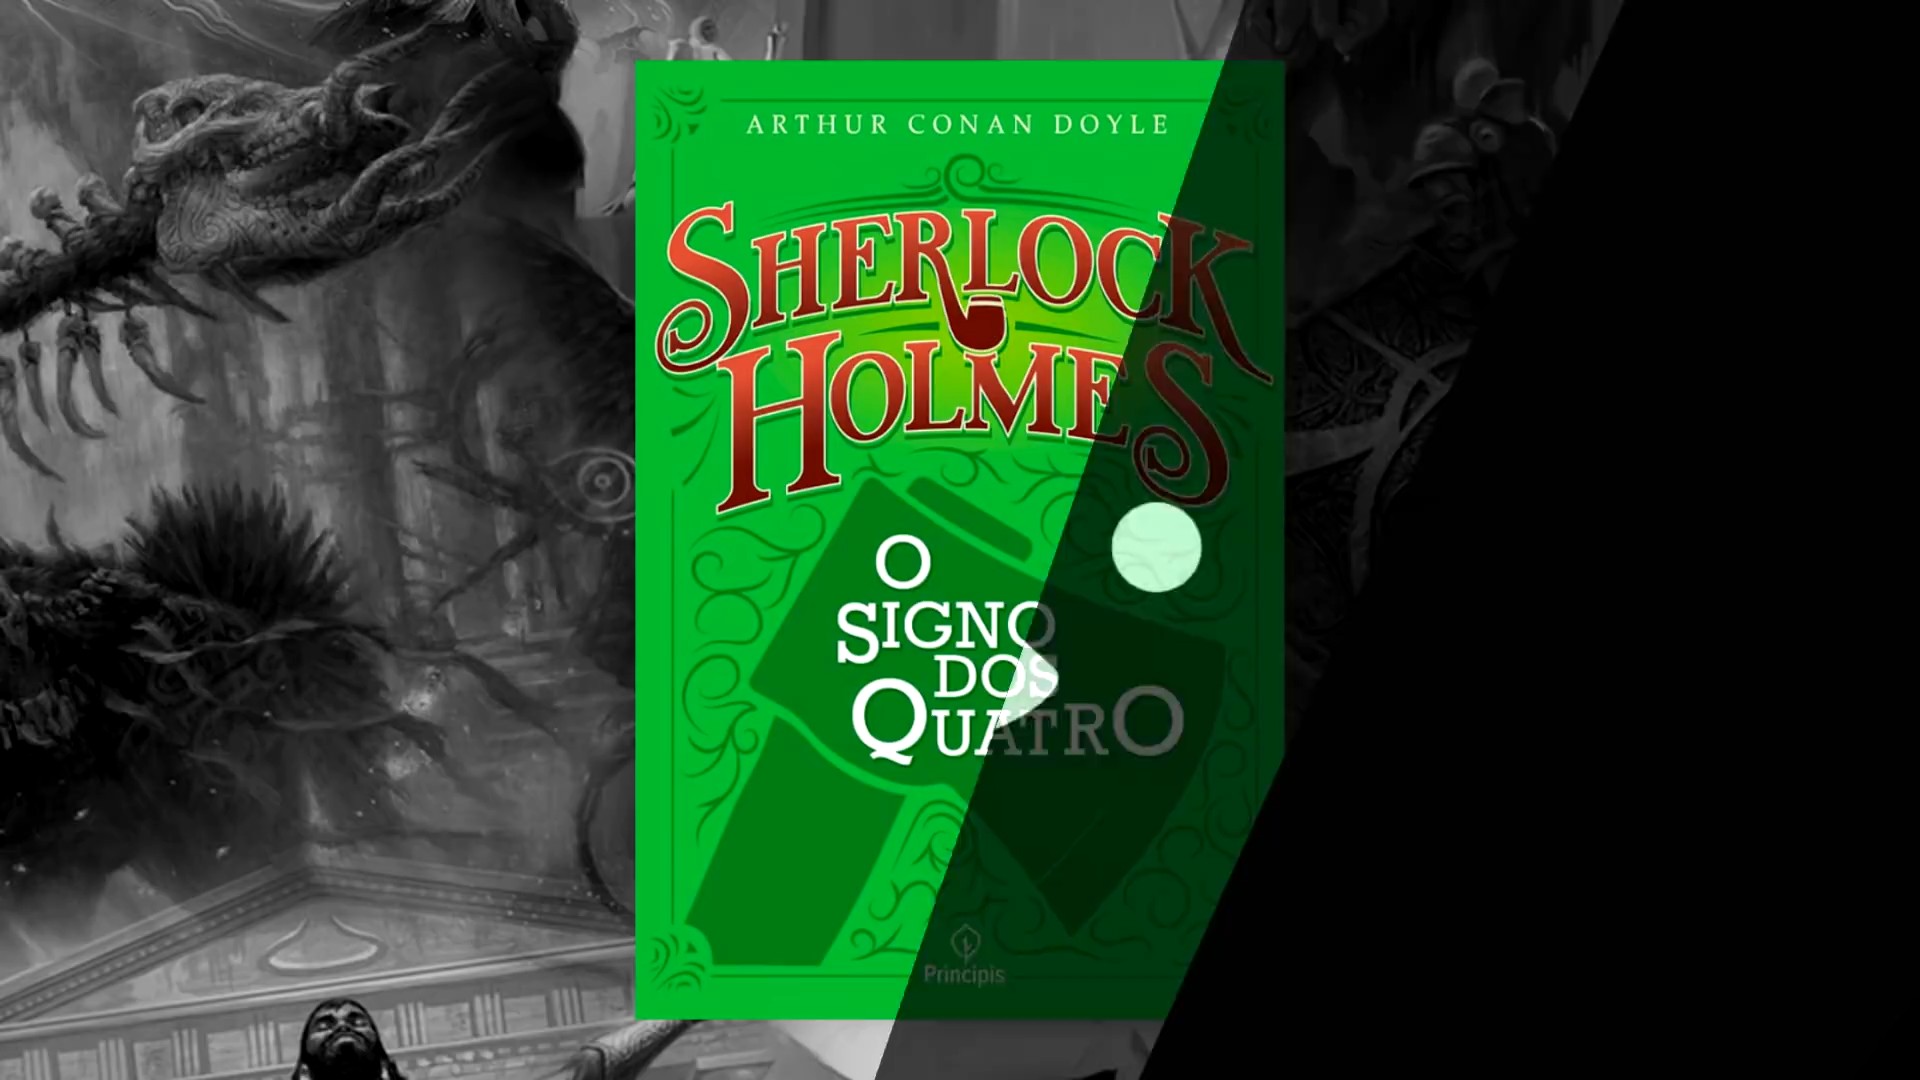 ARTHUR CONAN DOYLE
SHERLOCK
HOLMES
O
SIGNO
DOS
QUATRO
Principis